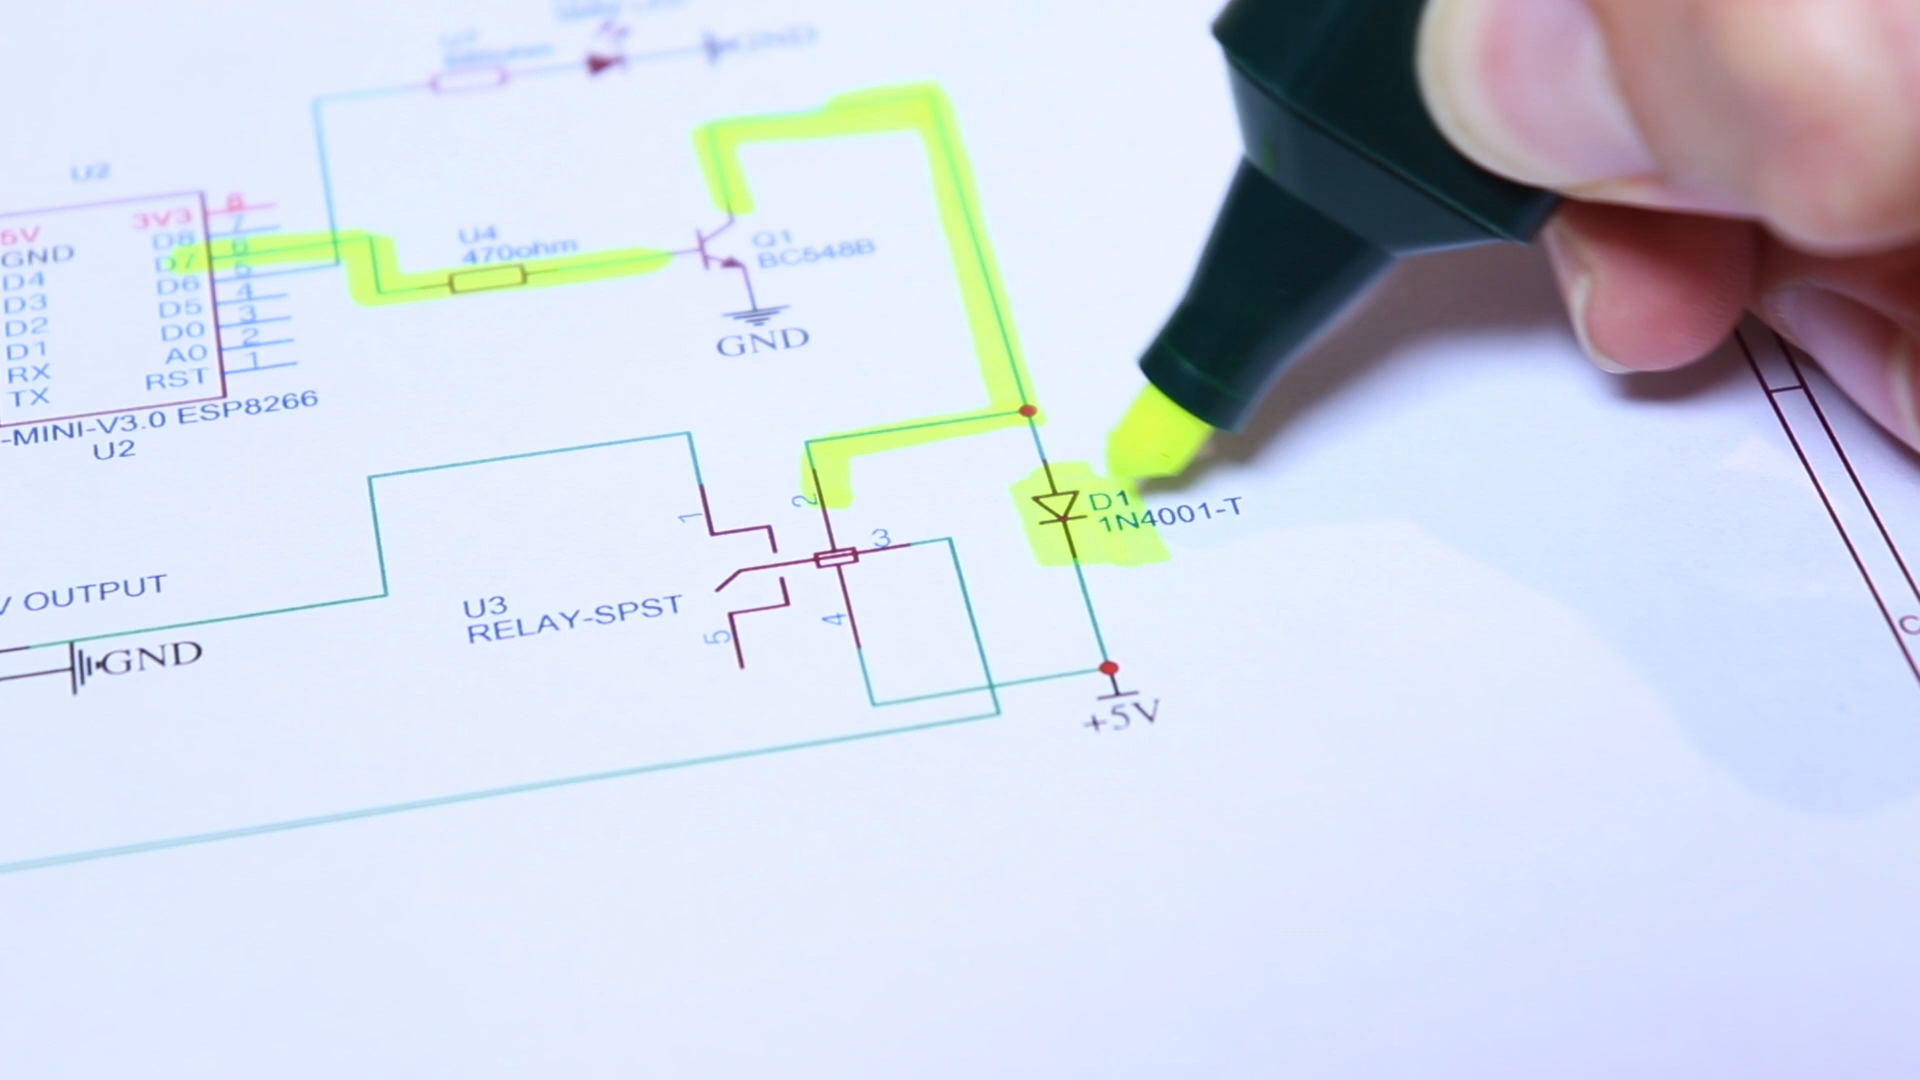 GND
U2
8
3V3
7
5V
D8
6
GND
D7
5
D4
D6
4
D3
D5
3
D2
D0
2
D1
A0
1
RX
RST
TX
-MINI-V3.0 ESP8266
U2
U4
470ohm
Q1
BC548B
GND
1
2
3
4
5
D1
1N4001-T
V OUTPUT
GND
U3
RELAY-SPST
+5V